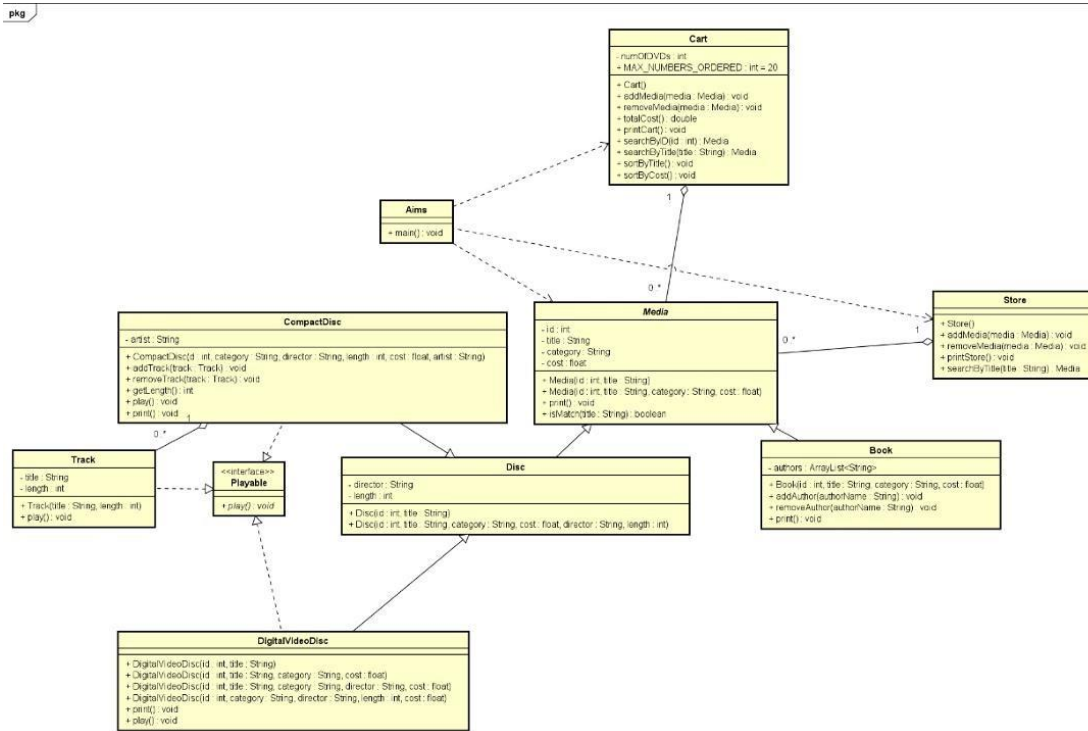 pkg
Cart
- numOfDVDs : int
+ MAX_NUMBERS_ORDERED : int = 20
+ Cart()
+ addMedia(media : Media) : void
+ removeMedia(media : Media) : void
+ totalCost() : double
+ printCart() : void
+ searchByID(id : int) : Media
+ searchByTitle(title : String) : Media
+ sortByTitle() : void
+ sortByCost() : void
1
Aims
+ main() : void
0..*
Store
+ Store()
+ addMedia(media : Media) : void
+ removeMedia(media : Media) : void
+ printStore() : void
+ searchByTitle(title : String) : Media
1
0..*
Media
- id : int
- title : String
- category : String
- cost : float
+ Media(id : int, title : String)
+ Media(id : int, title : String, category : String, cost : float)
+ print() : void
+ isMatch(title : String) : boolean
CompactDisc
- artist : String
+ CompactDisc(id : int, category : String, director : String, length : int, cost : float, artist : String)
+ addTrack(track : Track) : void
+ removeTrack(track : Track) : void
+ getLength() : int
+ play() : void
+ print() : void
1
0..*
Track
- title : String
- length : int
+ Track(title : String, length : int)
+ play() : void
<<interface>>
Playable
+ play() : void
Disc
- director : String
- length : int
+ Disc(id : int, title : String)
+ Disc(id : int, title : String, category : String, cost : float, director : String, length : int)
Book
- authors : ArrayList<String>
+ Book(id : int, title : String, category : String, cost : float)
+ addAuthor(authorName : String) : void
+ removeAuthor(authorName : String) : void
+ print() : void
DigitalVideoDisc
+ DigitalVideoDisc(id : int, title : String)
+ DigitalVideoDisc(id : int, title : String, category : String, cost : float)
+ DigitalVideoDisc(id : int, title : String, category : String, director : String, cost : float)
+ DigitalVideoDisc(id : int, category : String, director : String, length : int, cost : float)
+ print() : void
+ play() : void